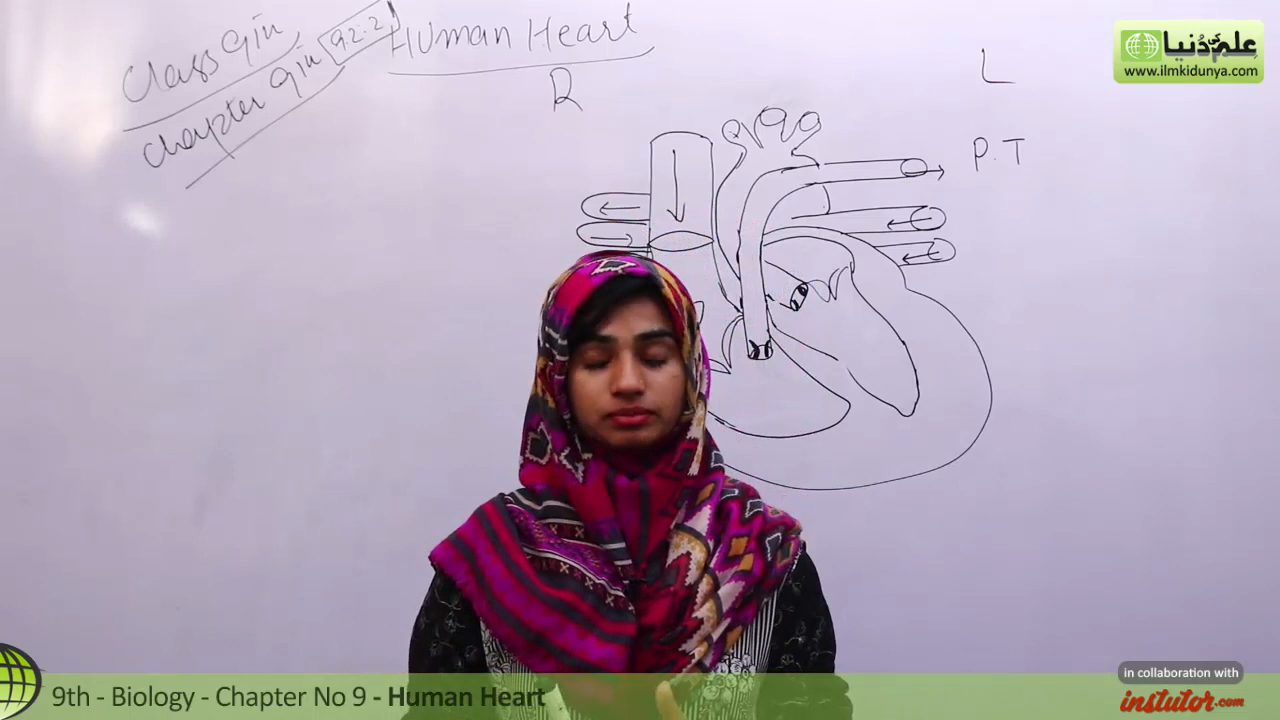 Class 9th
chapter 9th 9.2.2
Human Heart
R
L
P.T
علم کی دُنیا
www.ilmkidunya.com
in collaboration with
instutor.com
9th - Biology - Chapter No 9 - Human Heart